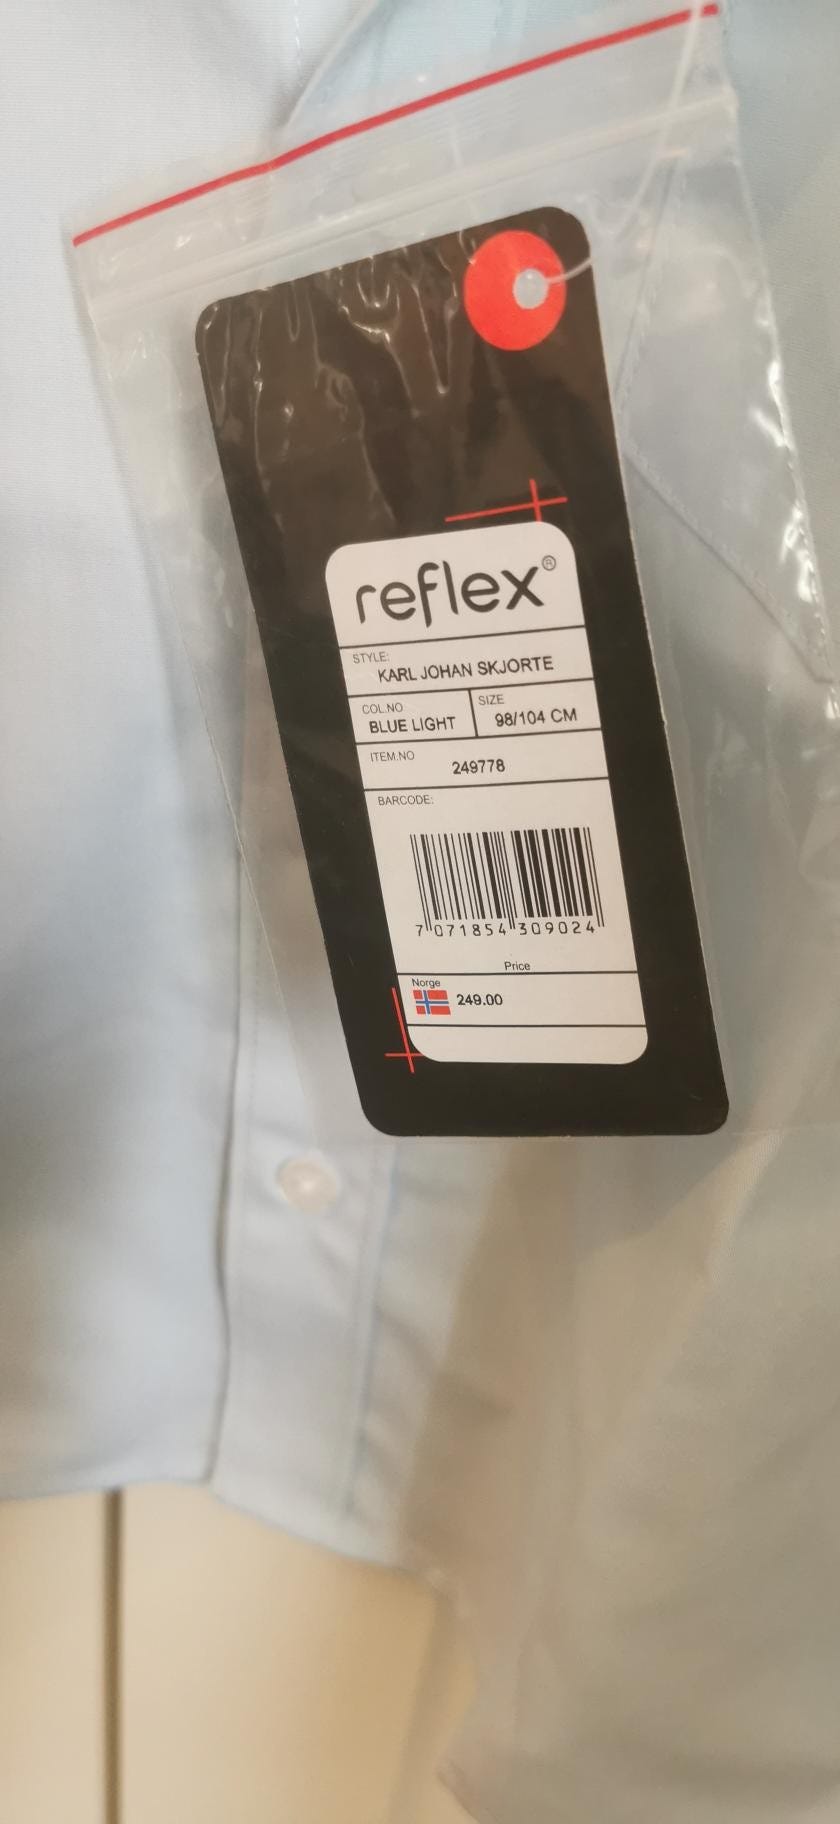 reflex®
STYLE:
KARL JOHAN SKJORTE
COL.NO
BLUE LIGHT
SIZE
98/104 CM
ITEM.NO
249778
BARCODE:
7 071854 309024
Price
Norge
249.00